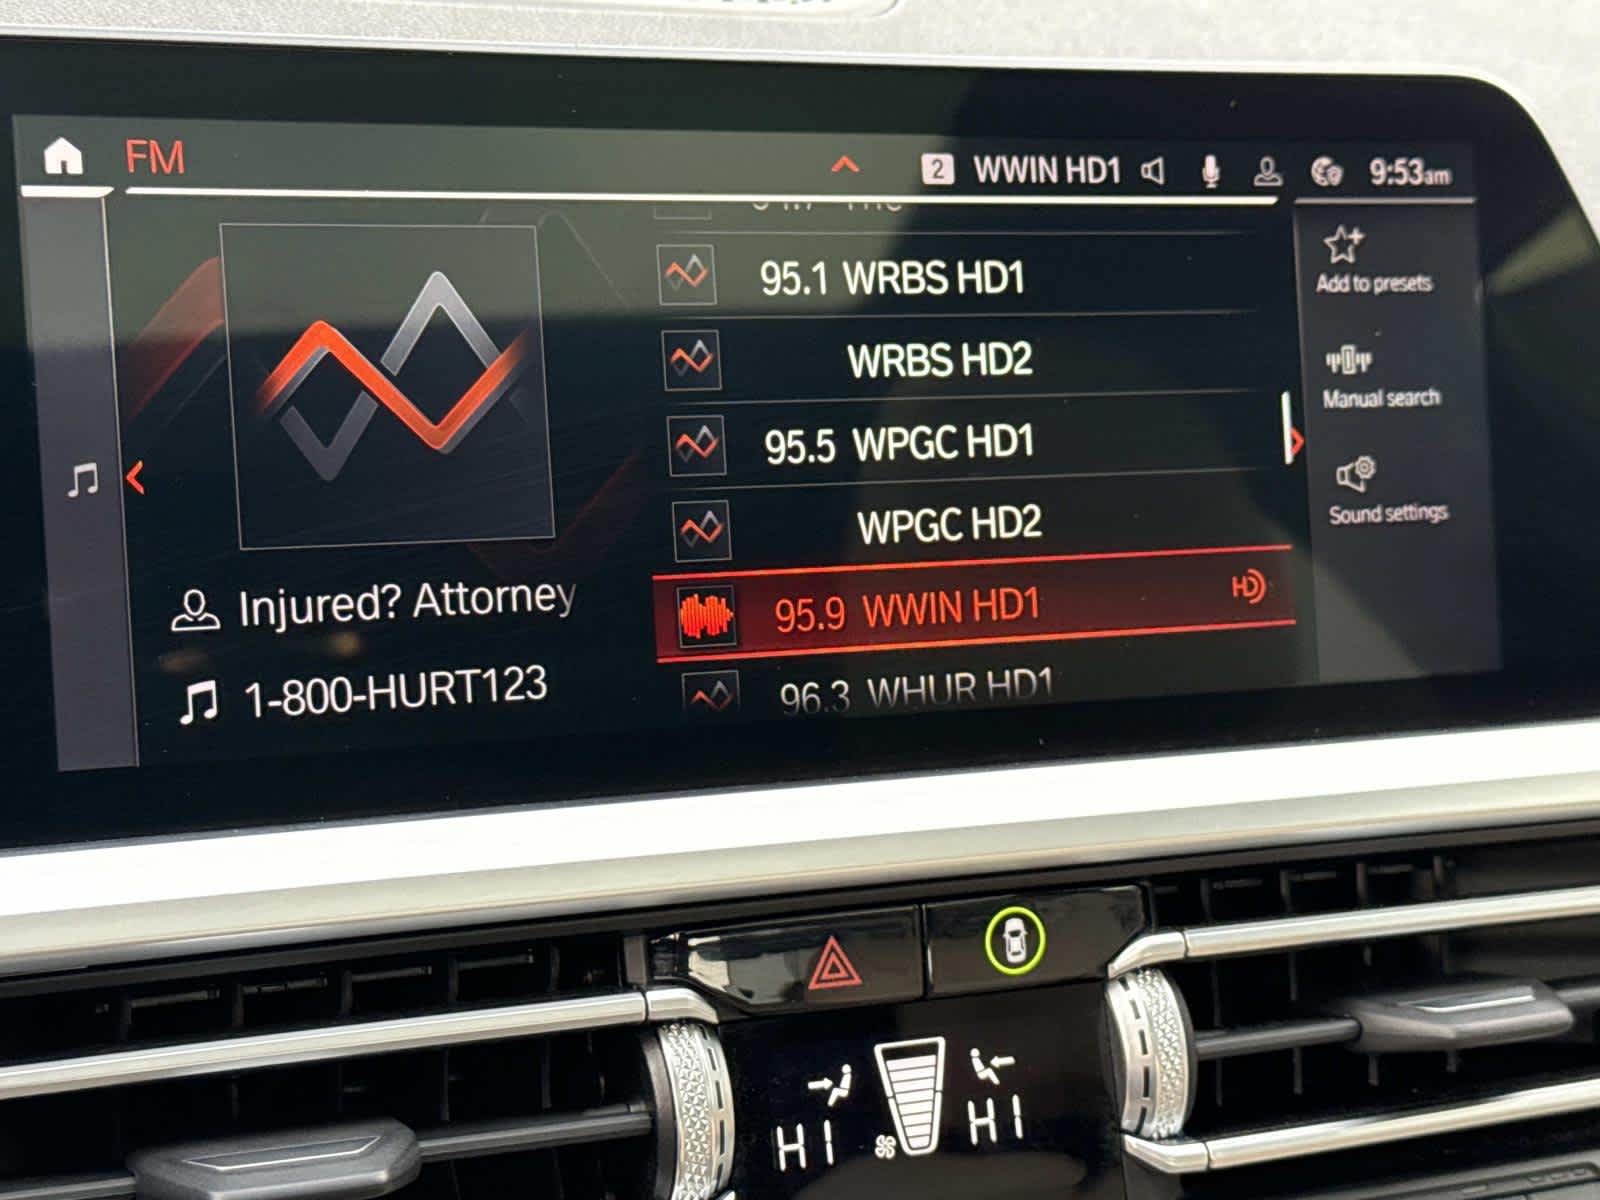 FM
2 WWIN HD1 9:53am
95.1 WRBS HD1
WRBS HD2
95.5 WPGC HD1
WPGC HD2
95.9 WWIN HD1 HD
96.3 WHUR HD1
Injured? Attorney
1-800-HURT123
Add to presets
Manual search
Sound settings
HI HI